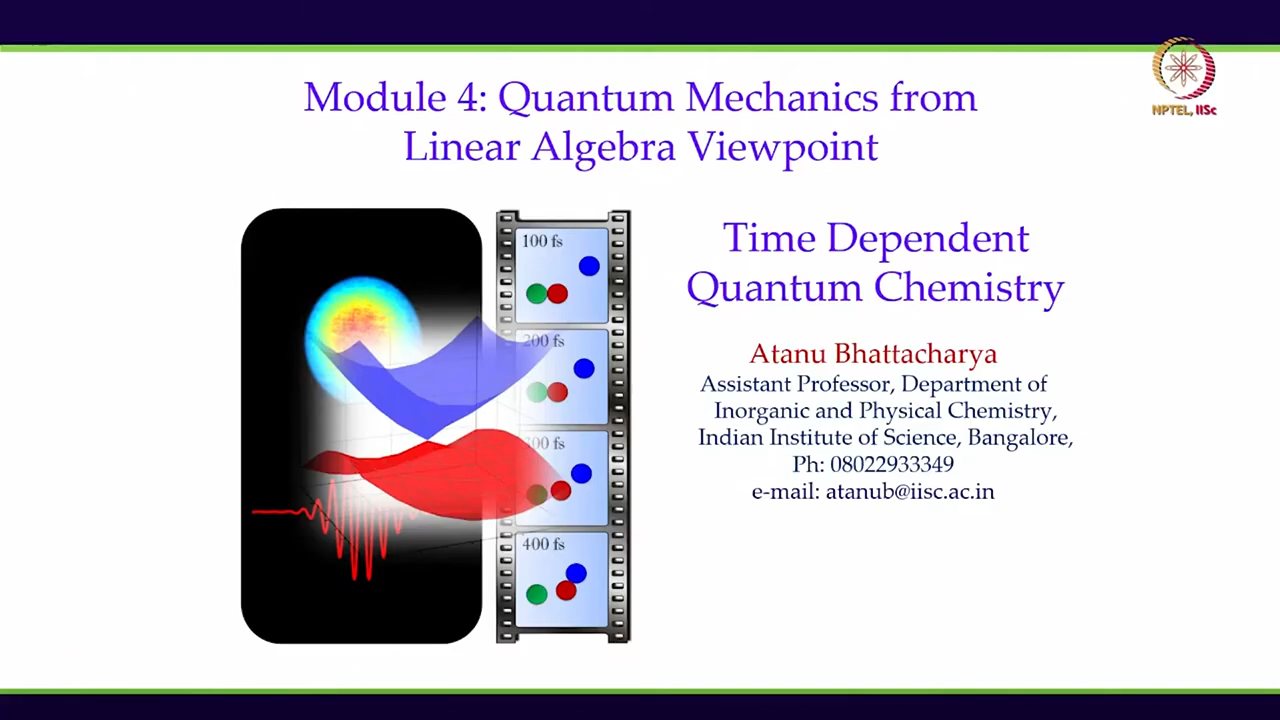 Module 4: Quantum Mechanics from
Linear Algebra Viewpoint
NPTEL, IISc
100 fs
200 fs
400 fs
Time Dependent
Quantum Chemistry
Atanu Bhattacharya
Assistant Professor, Department of
Inorganic and Physical Chemistry,
Indian Institute of Science, Bangalore,
Ph: 08022933349
e-mail: atanub@iisc.ac.in